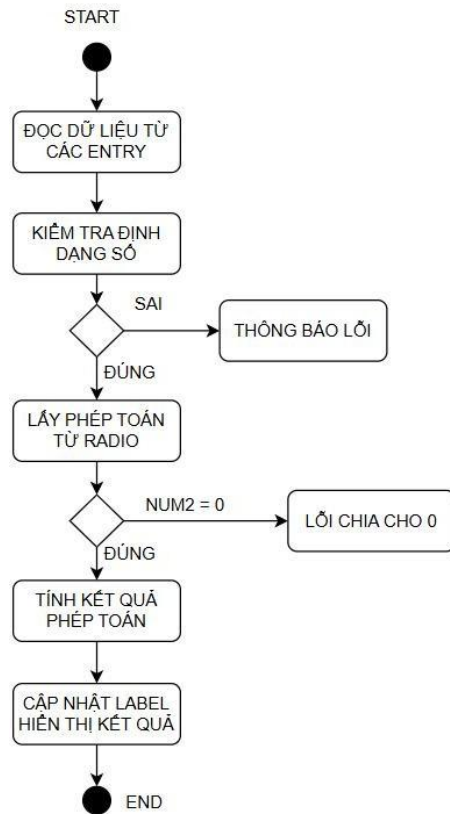 START
ĐỌC DỮ LIỆU TỪ
CÁC ENTRY
KIỂM TRA ĐỊNH
DẠNG SỐ
SAI
THÔNG BÁO LỖI
ĐÚNG
LẤY PHÉP TOÁN
TỪ RADIO
NUM2 = 0
LỖI CHIA CHO 0
ĐÚNG
TÍNH KẾT QUẢ
PHÉP TOÁN
CẬP NHẬT LABEL
HIỂN THỊ KẾT QUẢ
END